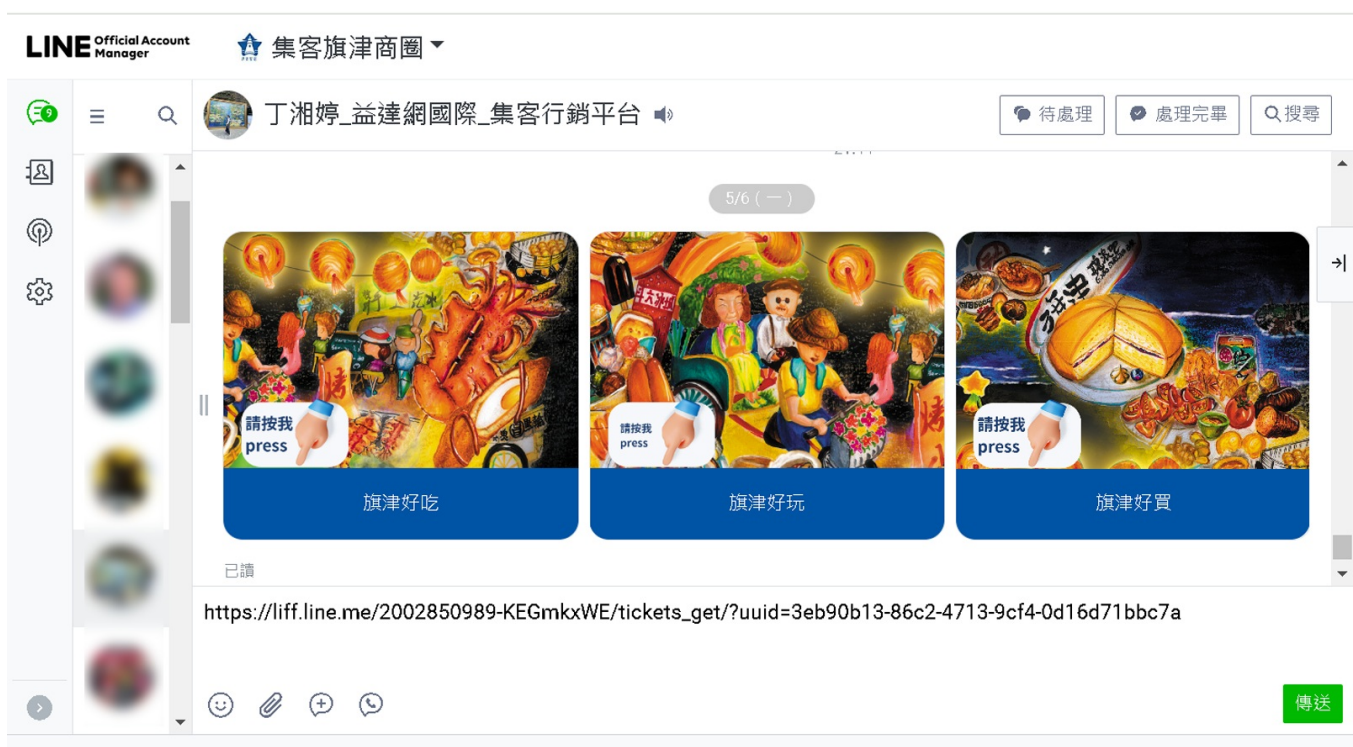 LINE Official Account Manager
集客旗津商圈
9
丁湘婷_益達網國際_集客行銷平台
待處理
處理完畢
搜尋
5/6（一）
請按我
press
請按我
press
請按我
press
旗津好吃
旗津好玩
旗津好買
已讀
https://liff.line.me/2002850989-KEGmkxWE/tickets_get/?uuid=3eb90b13-86c2-4713-9cf4-0d16d71bbc7a
傳送